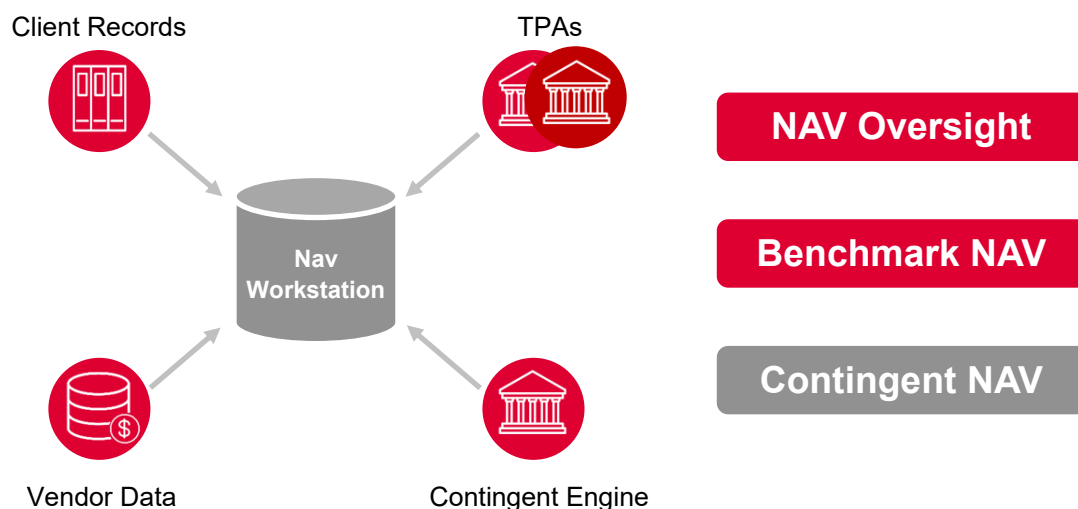 Client Records
TPAs
NAV Oversight
Benchmark NAV
Nav
Workstation
Contingent NAV
$
Vendor Data
Contingent Engine